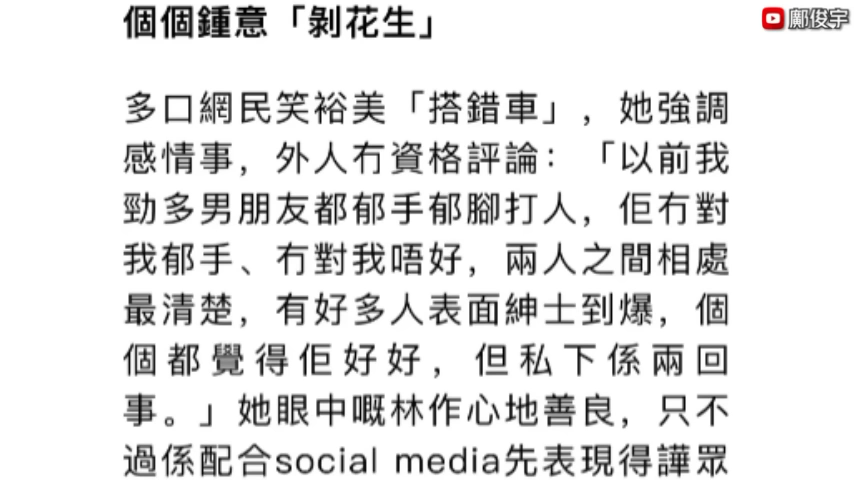 個個鍾意「剝花生」
鄺俊宇
多口網民笑裕美「搭錯車」，她強調
感情事，外人冇資格評論：「以前我
勁多男朋友都郁手郁腳打人，佢冇對
我郁手、冇對我唔好，兩人之間相處
最清楚，有好多人表面紳士到爆，個
個都覺得佢好好，但私下係兩回
事。」她眼中嘅林作心地善良，只不
過係配合social media先表現得譁眾